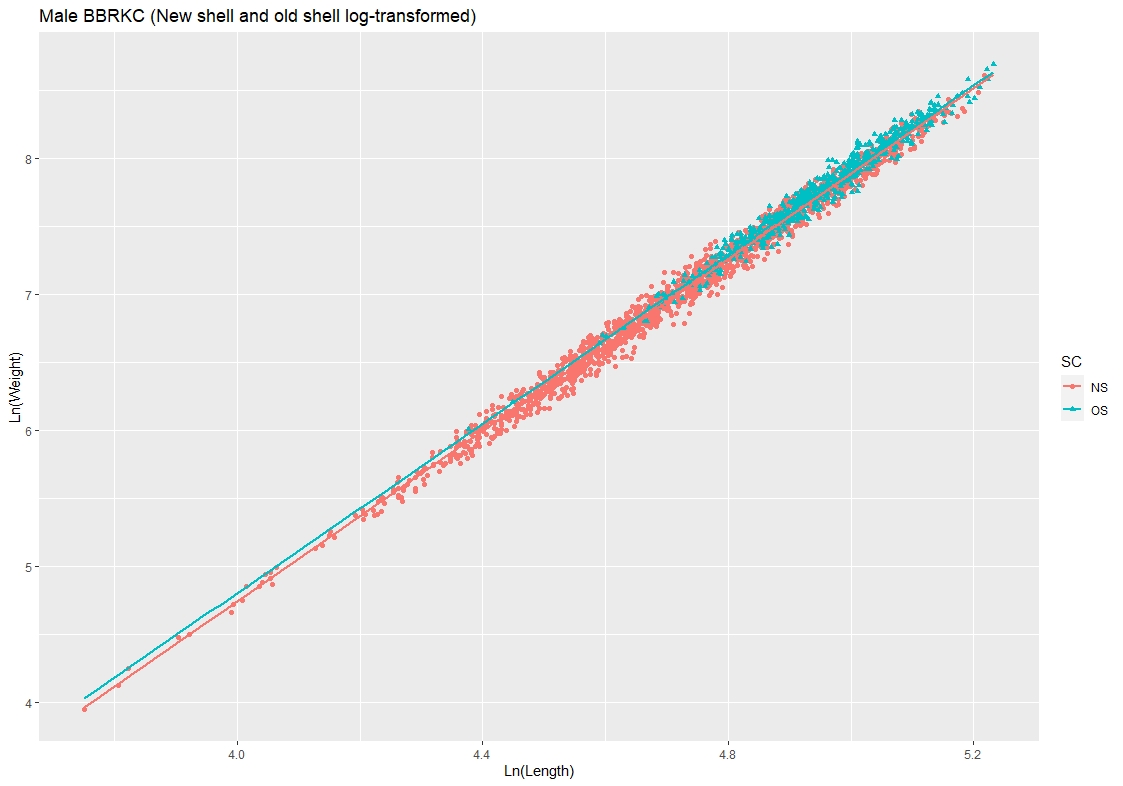 Male BBRKC (New shell and old shell log-transformed)
Ln(Weight)
8
7
6
5
4
4.0
4.4
4.8
5.2
Ln(Length)
SC
NS
OS